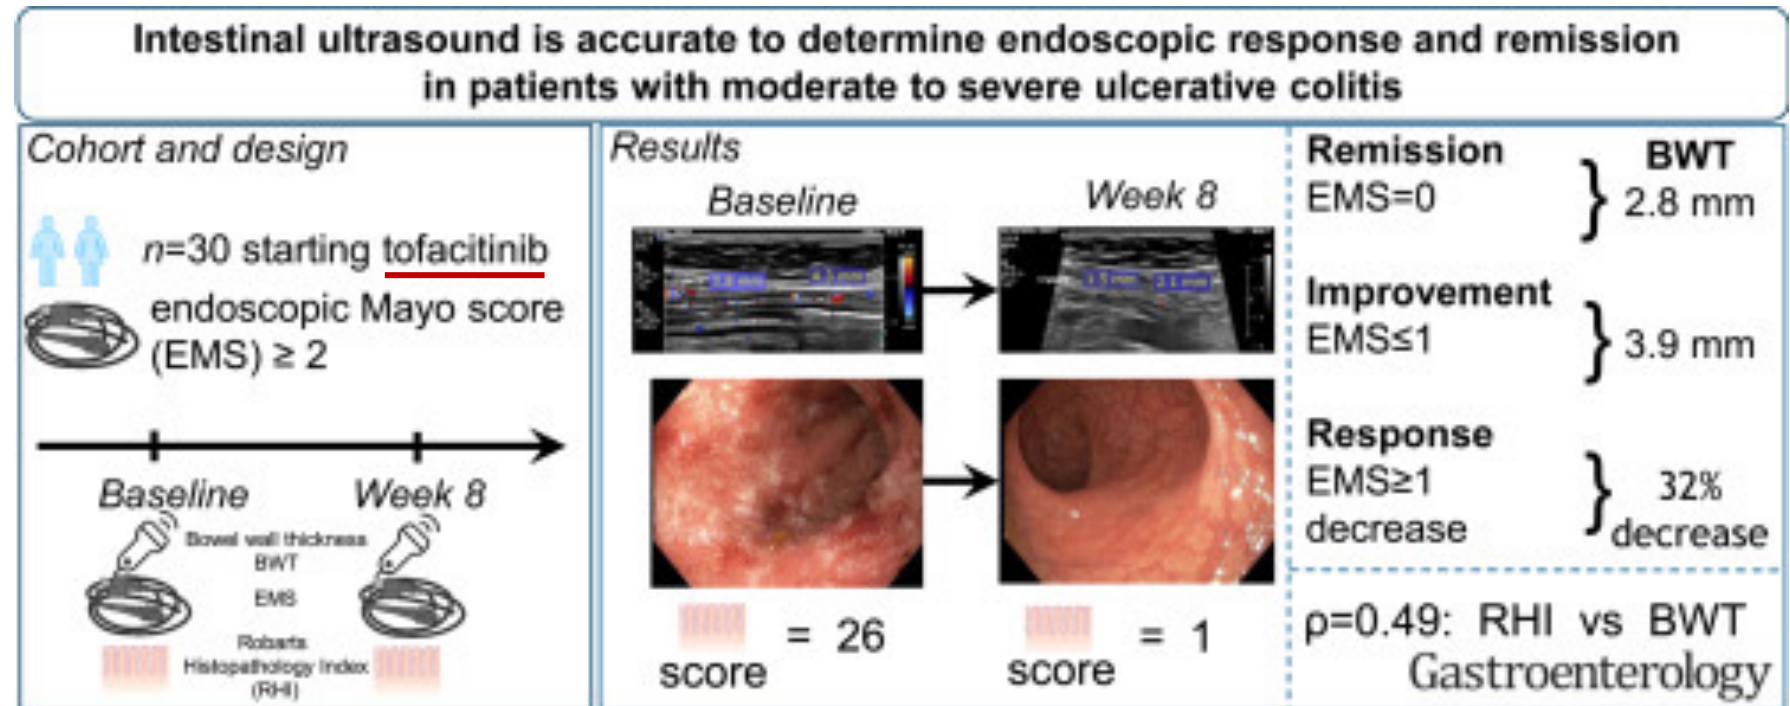 Intestinal ultrasound is accurate to determine endoscopic response and remission
in patients with moderate to severe ulcerative colitis
Cohort and design
n=30 starting tofacitinib
endoscopic Mayo score
(EMS) ≥ 2
Baseline
Week 8
Bowel wall thickness
BWT
EMS
Robarts
Histopathology Index
(RHI)
Results
Baseline
Week 8
= 26
score
= 1
score
Remission
BWT
EMS=0
2.8 mm
Improvement
EMS≤1
3.9 mm
Response
EMS≥1
decrease
32%
decrease
ρ=0.49: RHI vs BWT
Gastroenterology